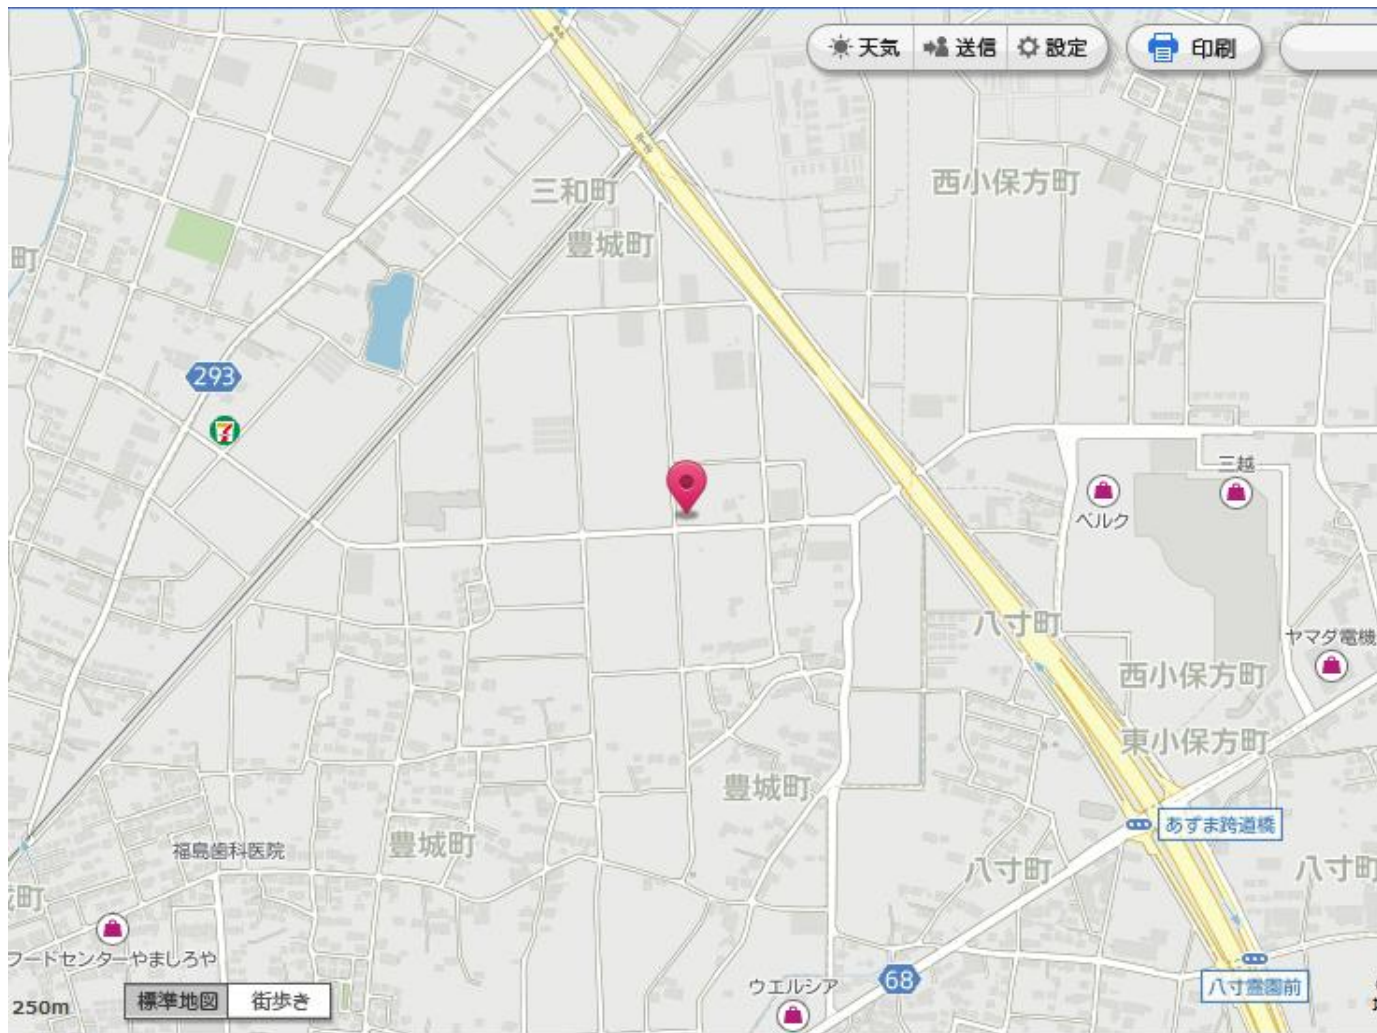 天気
送信
設定
印刷
三和町
豊城町
西小保方町
町
293
三越
ベルク
八寸町
ヤマダ電機
西小保方町
東小保方町
豊城町
あずま跨道橋
豊城町
福島歯科医院
八寸町
八寸町
町
フードセンターやましろや
ウエルシア
68
八寸霊園前
250m
標準地図
街歩き